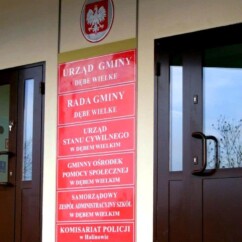 URZĄD GMINY
DĘBE WIELKIE
RADA GMINY
DĘBE WIELKIE
URZĄD
STANU CYWILNEGO
W DĘBEM WIELKIM
GMINNY OŚRODEK
POMOCY SPOŁECZNEJ
W DĘBEM WIELKIM
SAMORZĄDOWY
ZESPÓŁ ADMINISTRACYJNY SZKÓŁ
W DĘBEM WIELKIM
KOMISARIAT POLICJI
w Halinowie